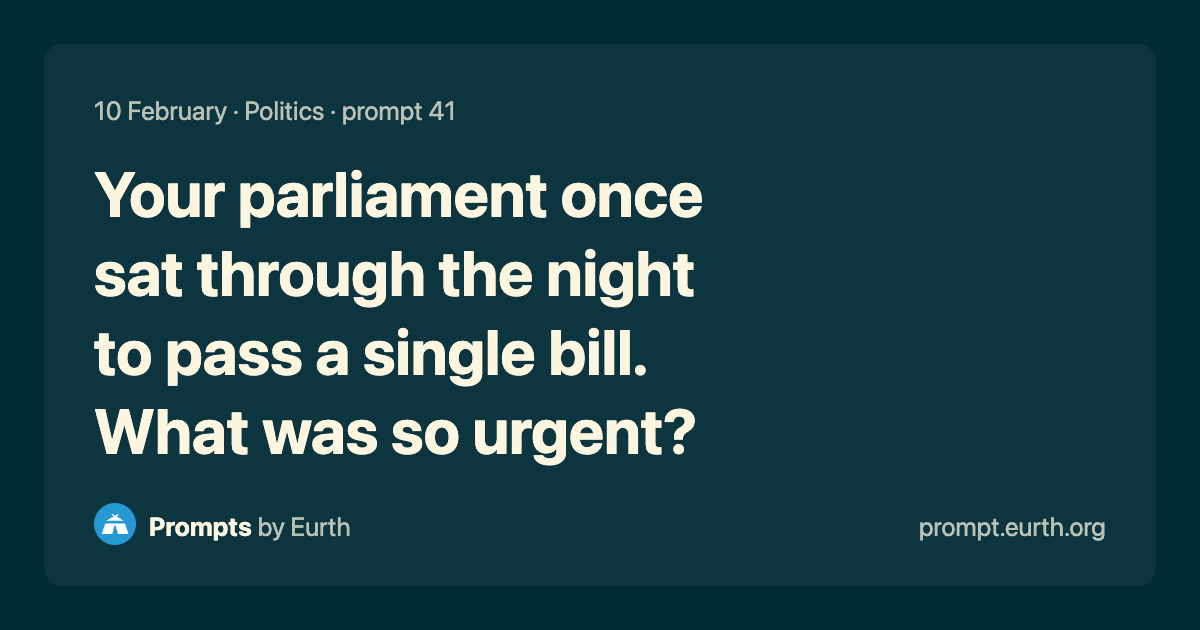 10 February · Politics · prompt 41
Your parliament once
sat through the night
to pass a single bill.
What was so urgent?
Prompts by Eurth
prompt.eurth.org